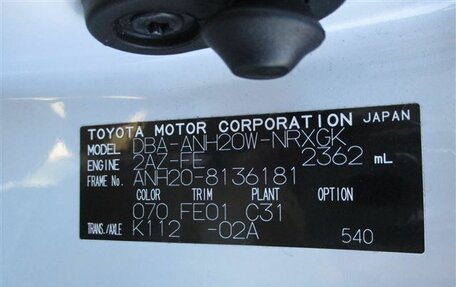 TOYOTA MOTOR CORPORATION JAPAN
MODEL DBA-ANH20W-NRXGK
ENGINE 2AZ-FE 2362 mL
FRAME No. ANH20-8136181
COLOR TRIM PLANT OPTION
070 FE01 C31
TRANS./AXLE K112 -02A 540